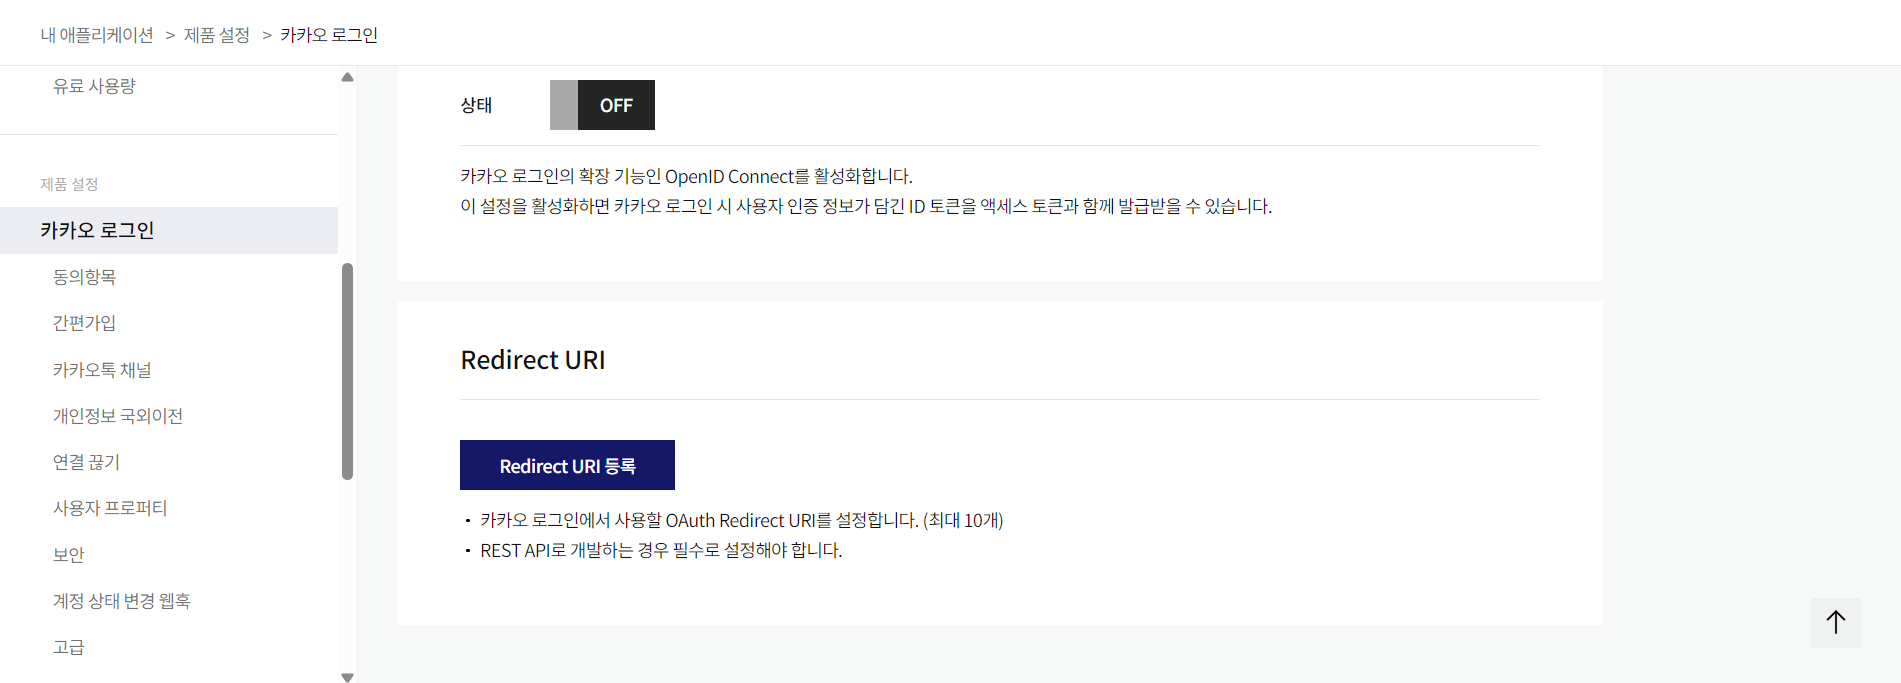 내 애플리케이션 > 제품 설정 > 카카오 로그인
유료 사용량
제품 설정
카카오 로그인
동의항목
간편가입
카카오톡 채널
개인정보 국외이전
연결 끊기
사용자 프로퍼티
보안
계정 상태 변경 웹훅
고급
상태 OFF
카카오 로그인의 확장 기능인 OpenID Connect를 활성화합니다.
이 설정을 활성화하면 카카오 로그인 시 사용자 인증 정보가 담긴 ID 토큰을 액세스 토큰과 함께 발급받을 수 있습니다.
Redirect URI
Redirect URI 등록
• 카카오 로그인에서 사용할 OAuth Redirect URI를 설정합니다. (최대 10개)
• REST API로 개발하는 경우 필수로 설정해야 합니다.